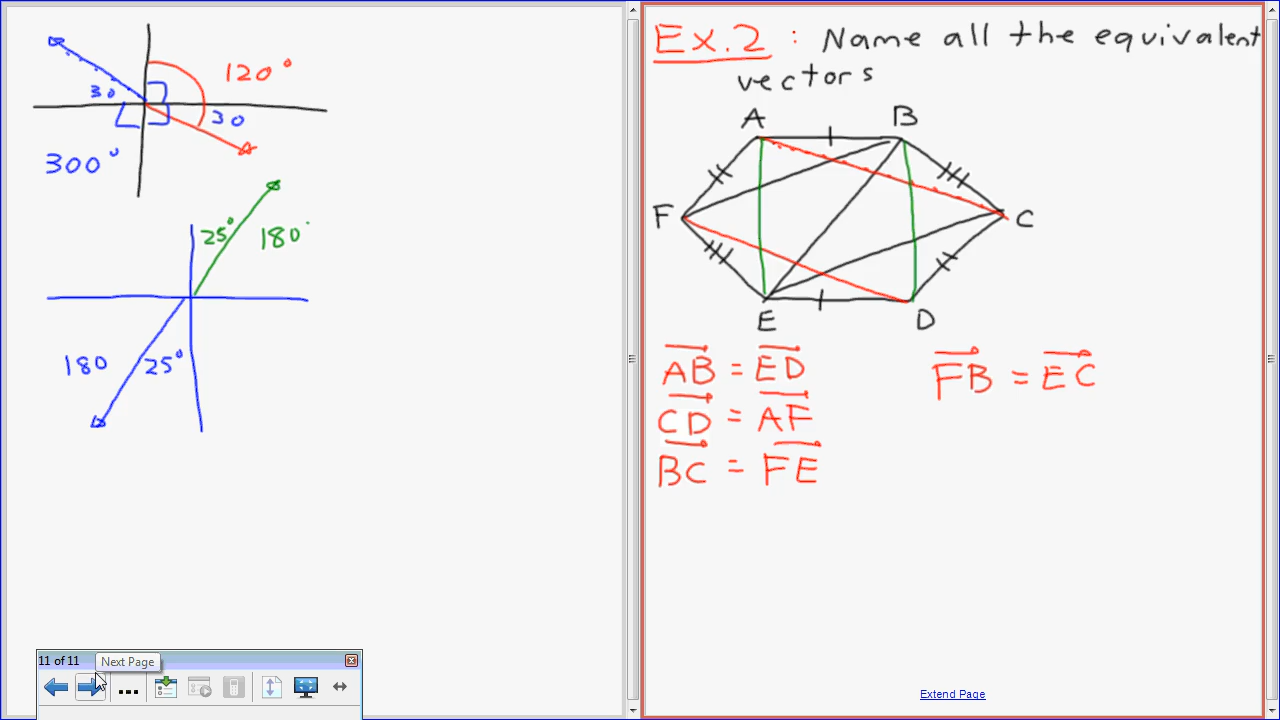 120°
30
30
300°
25°
180°
180
25°
11 of 11
Next Page
Ex.2 : Name all the equivalent
vectors
A
B
F
C
E
D
AB = ED
FB = EC
CD = AF
BC = FE
Extend Page